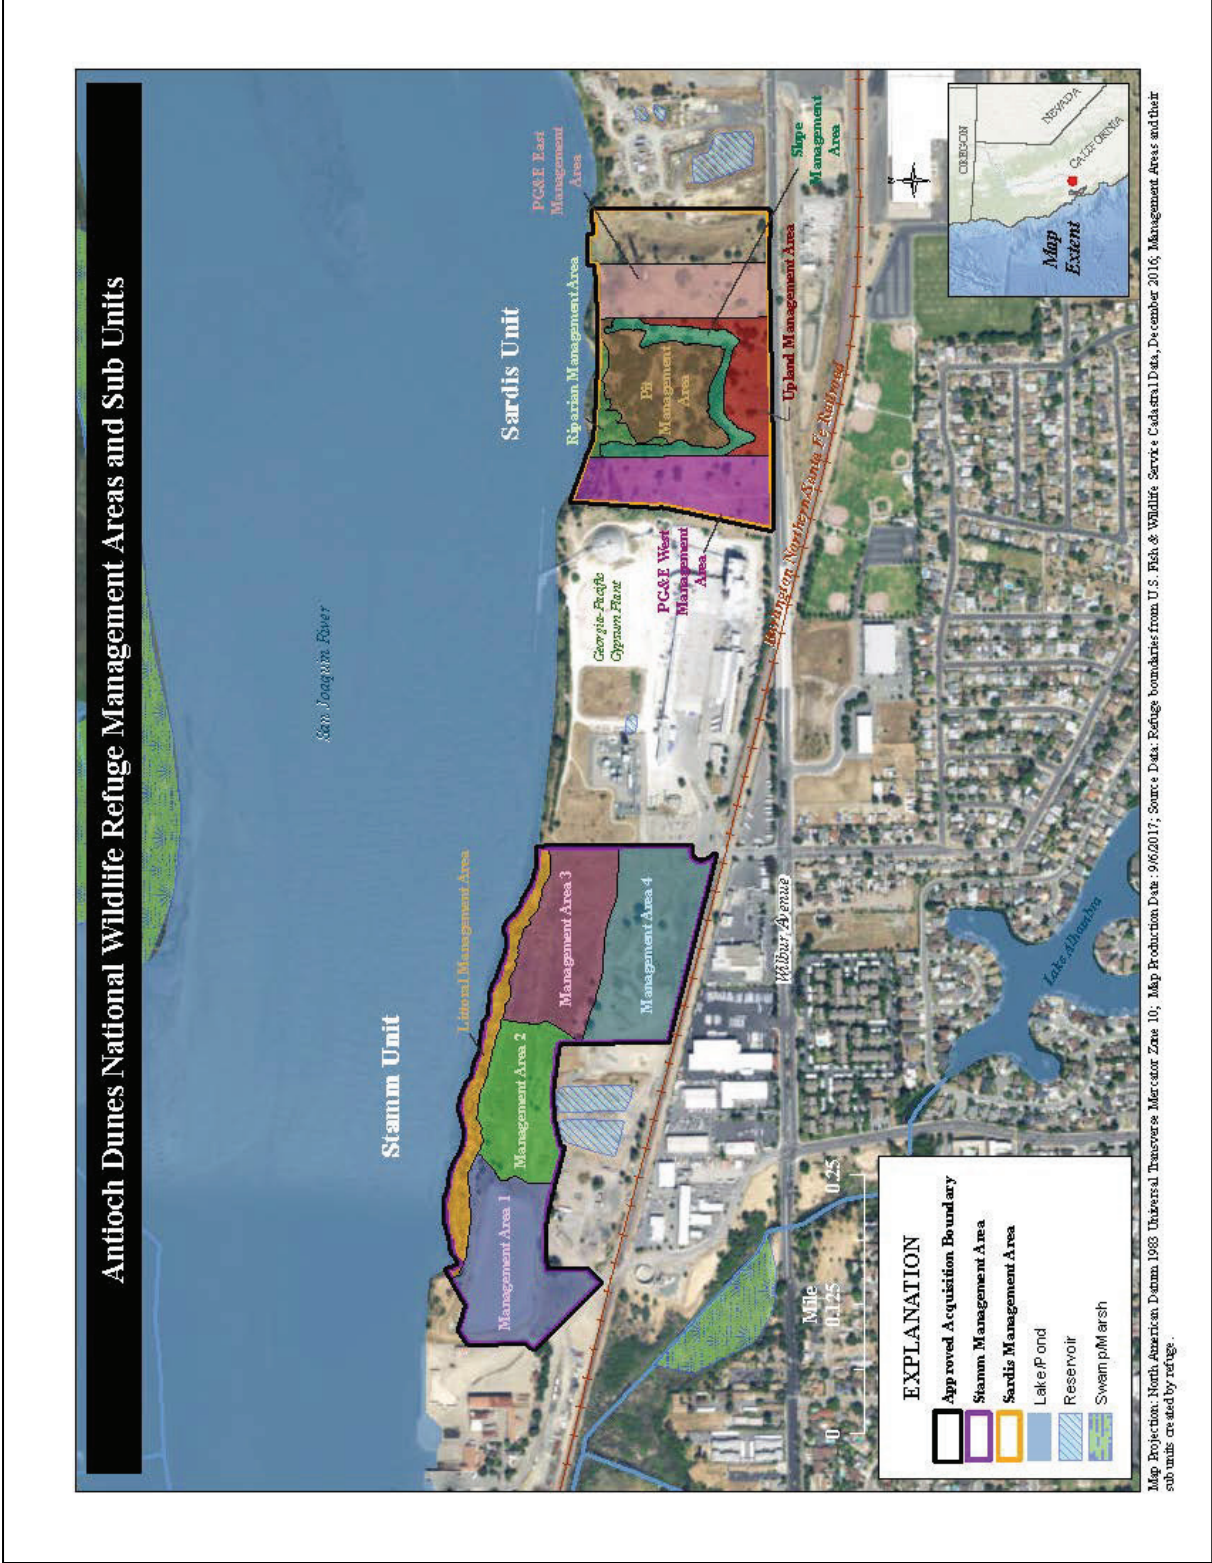 Antioch Dunes National Wildlife Refuge Management Areas and Sub Units
San Joaquin River
Stamm Unit
Sardis Unit
Littoral Management Area
Riparian Management Area
PG&E East
Management
Area
Management Area 1
Management Area 2
Management Area 3
Management Area 4
Georgia-Pacific
Gypsum Plant
PG&E West
Management
Area
Pit
Management
Area
Upland Management Area
Slope
Management
Area
Burlington Northern Santa Fe Railroad
Wilbur Avenue
Lake Alhambra
N
OREGON
NEVADA
CALIFORNIA
Map
Extent
Mile
0 0.125 0.25
EXPLANATION
Approved Acquisition Boundary
Stamm Management Area
Sardis Management Area
Lake/Pond
Reservoir
Swamp/Marsh
Map Projection: North American Datum 1983 Universal Transverse Mercator Zone 10; Map Production Date: 9/6/2017; Source Data: Refuge boundaries from U.S. Fish & Wildlife Service Cadastral Data, December 2016; Management Areas and their
sub units created by refuge.